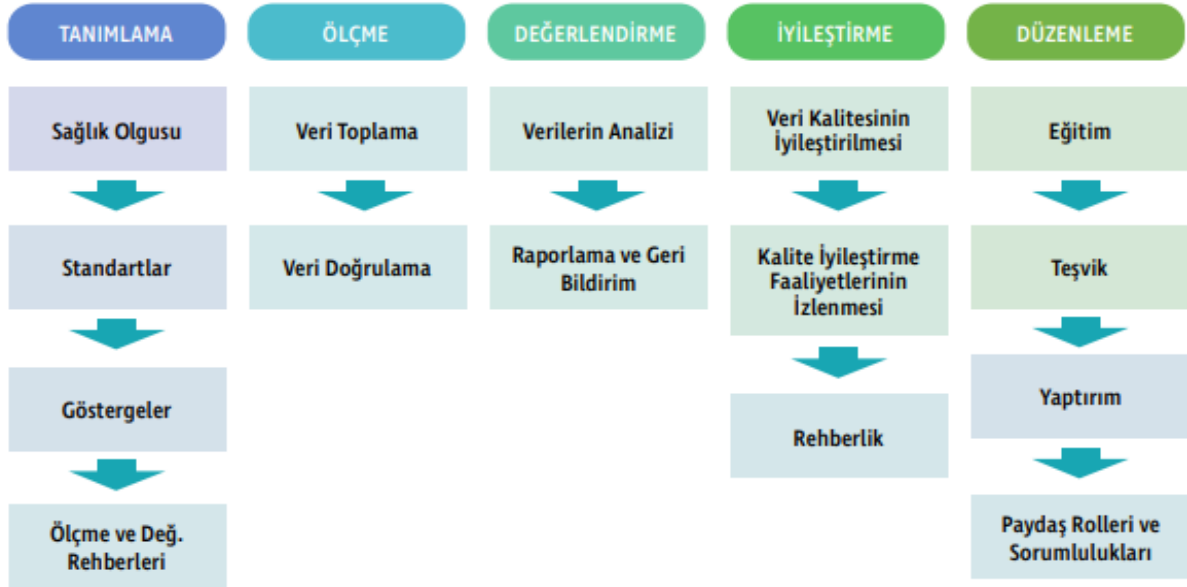 TANIMLAMA
Sağlık Olgusu
Standartlar
Göstergeler
Ölçme ve Değ.
Rehberleri
ÖLÇME
Veri Toplama
Veri Doğrulama
DEĞERLENDİRME
Verilerin Analizi
Raporlama ve Geri
Bildirim
İYİLEŞTİRME
Veri Kalitesinin
İyileştirilmesi
Kalite İyileştirme
Faaliyetlerinin
İzlenmesi
Rehberlik
DÜZENLEME
Eğitim
Teşvik
Yaptırım
Paydaş Rolleri ve
Sorumlulukları